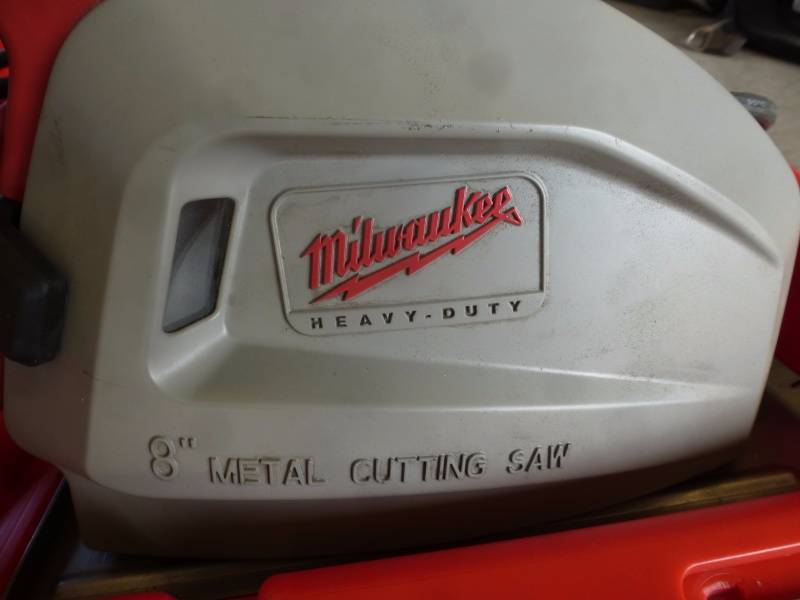 Milwaukee
HEAVY-DUTY
8" METAL CUTTING SAW